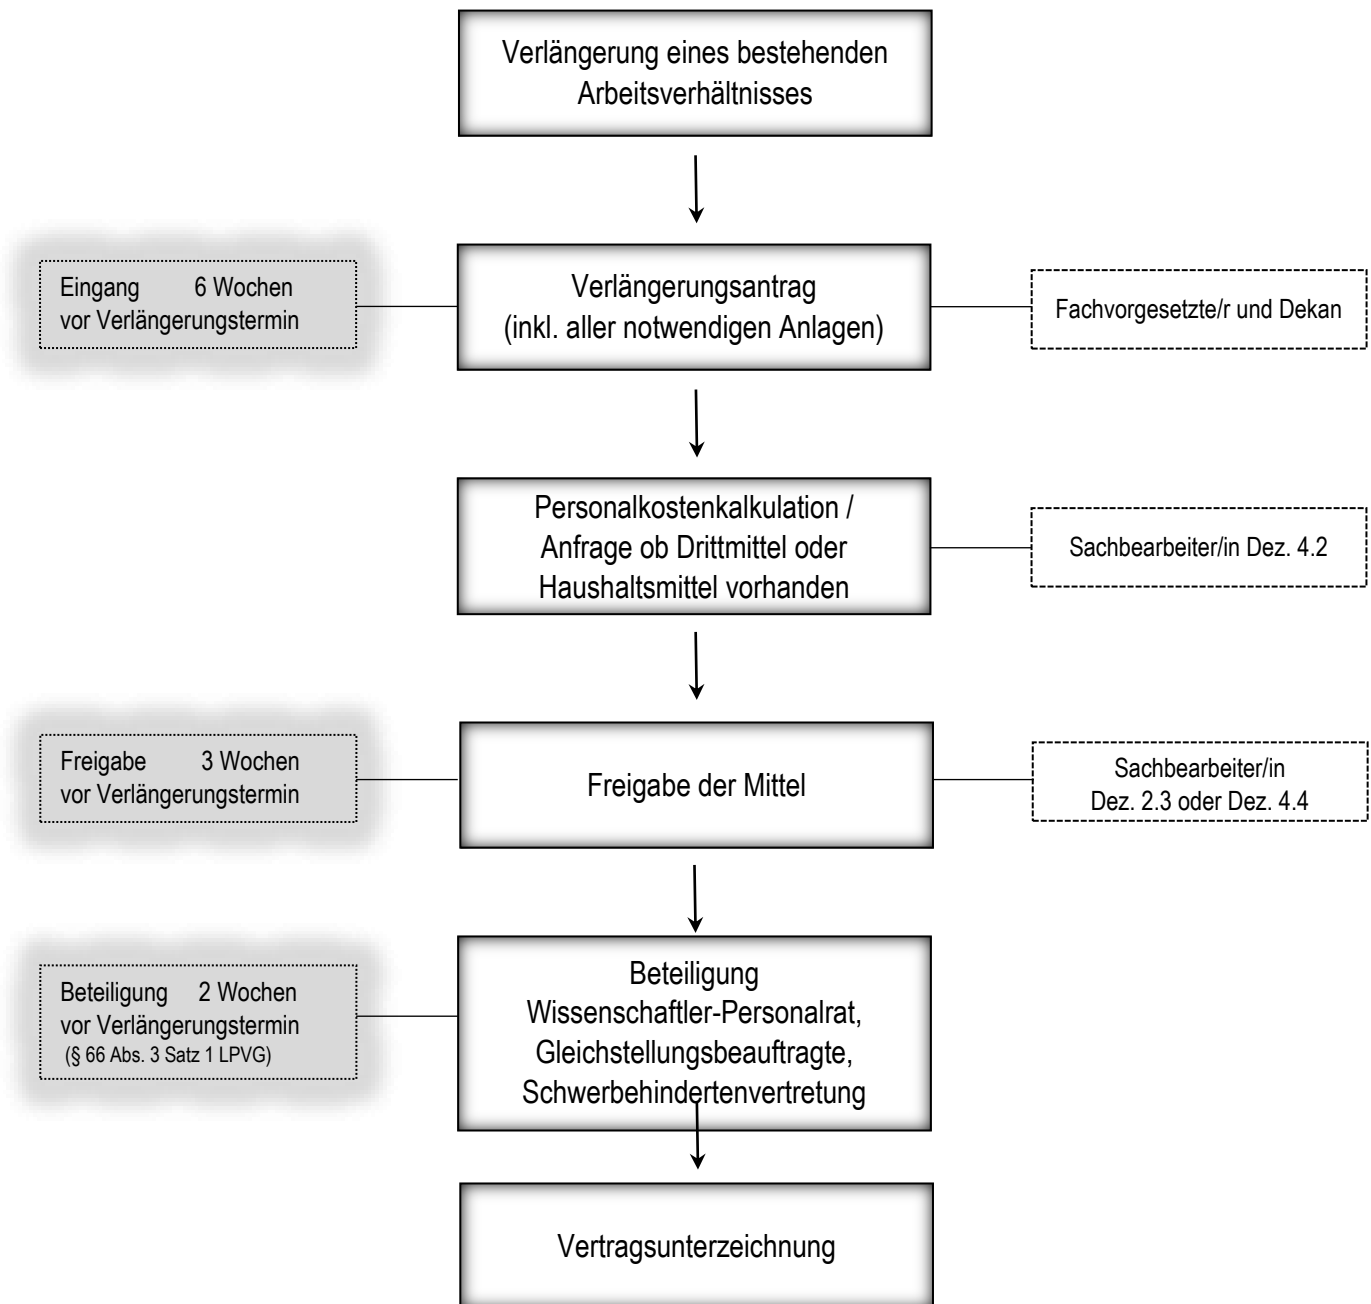 Verlängerung eines bestehenden
Arbeitsverhältnisses
Eingang 6 Wochen
vor Verlängerungstermin
Verlängerungsantrag
(inkl. aller notwendigen Anlagen)
Fachvorgesetzte/r und Dekan
Personalkostenkalkulation /
Anfrage ob Drittmittel oder
Haushaltsmittel vorhanden
Sachbearbeiter/in Dez. 4.2
Freigabe 3 Wochen
vor Verlängerungstermin
Freigabe der Mittel
Sachbearbeiter/in
Dez. 2.3 oder Dez. 4.4
Beteiligung 2 Wochen
vor Verlängerungstermin
(§ 66 Abs. 3 Satz 1 LPVG)
Beteiligung
Wissenschaftler-Personalrat,
Gleichstellungsbeauftragte,
Schwerbehindertenvertretung
Vertragsunterzeichnung